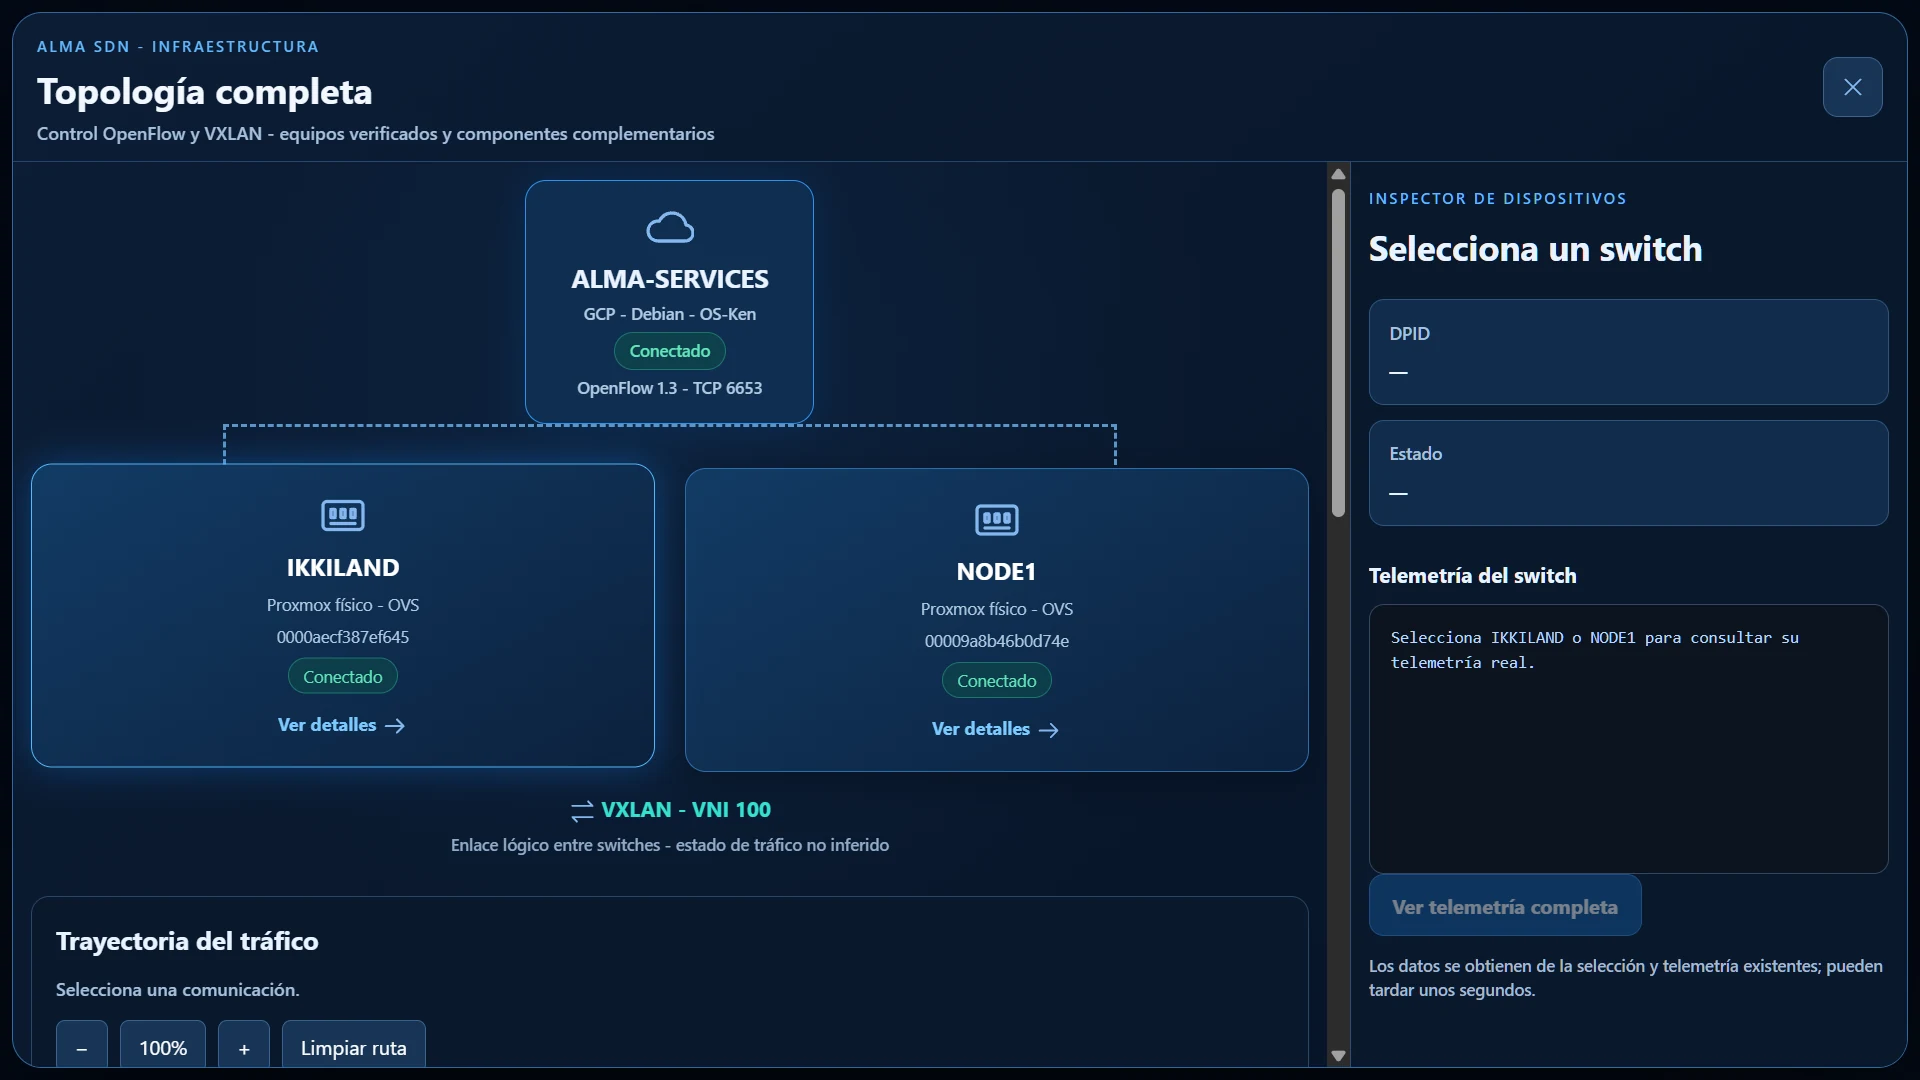 ALMA SDN - INFRAESTRUCTURA
Topología completa
Control OpenFlow y VXLAN - equipos verificados y componentes complementarios
ALMA-SERVICES
GCP - Debian - OS-Ken
Conectado
OpenFlow 1.3 - TCP 6653
IKKILAND
Proxmox físico - OVS
0000aecf387ef645
Conectado
Ver detalles →
NODE1
Proxmox físico - OVS
00009a8b46b0d74e
Conectado
Ver detalles →
VXLAN - VNI 100
Enlace lógico entre switches - estado de tráfico no inferido
Trayectoria del tráfico
Selecciona una comunicación.
− 100% + Limpiar ruta
INSPECTOR DE DISPOSITIVOS
Selecciona un switch
DPID
—
Estado
—
Telemetría del switch
Selecciona IKKILAND o NODE1 para consultar su
telemetría real.
Ver telemetría completa
Los datos se obtienen de la selección y telemetría existentes; pueden
tardar unos segundos.